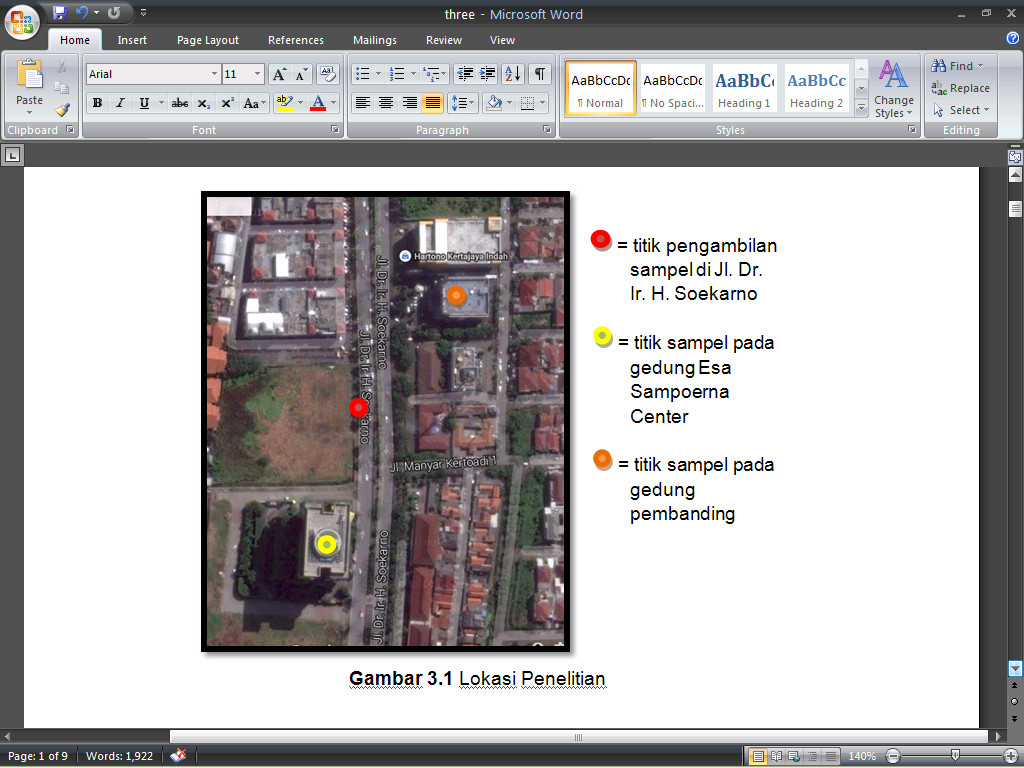 three - Microsoft Word
Home Insert Page Layout References Mailings Review View
Paste
Clipboard
Arial 11
B I U abc x₂ x² Aa
Font
Paragraph
AaBbCcDc AaBbCcDc AaBbCc AaBbCc
¶ Normal ¶ No Spaci... Heading 1 Heading 2
Change Styles
Styles
Find
Replace
Select
Editing
Hartono Kertajaya Indah
Jl. Dr. Ir. H. Soekarno
Jl. Dr. Ir. H. Soekarno
Jl. Manyar Kertoadi 1
Jl. Dr. Ir. H. Soekarno
= titik pengambilan
sampel di Jl. Dr.
Ir. H. Soekarno
= titik sampel pada
gedung Esa
Sampoerna
Center
= titik sampel pada
gedung
pembanding
Gambar 3.1 Lokasi Penelitian
Page: 1 of 9 Words: 1,922 140%